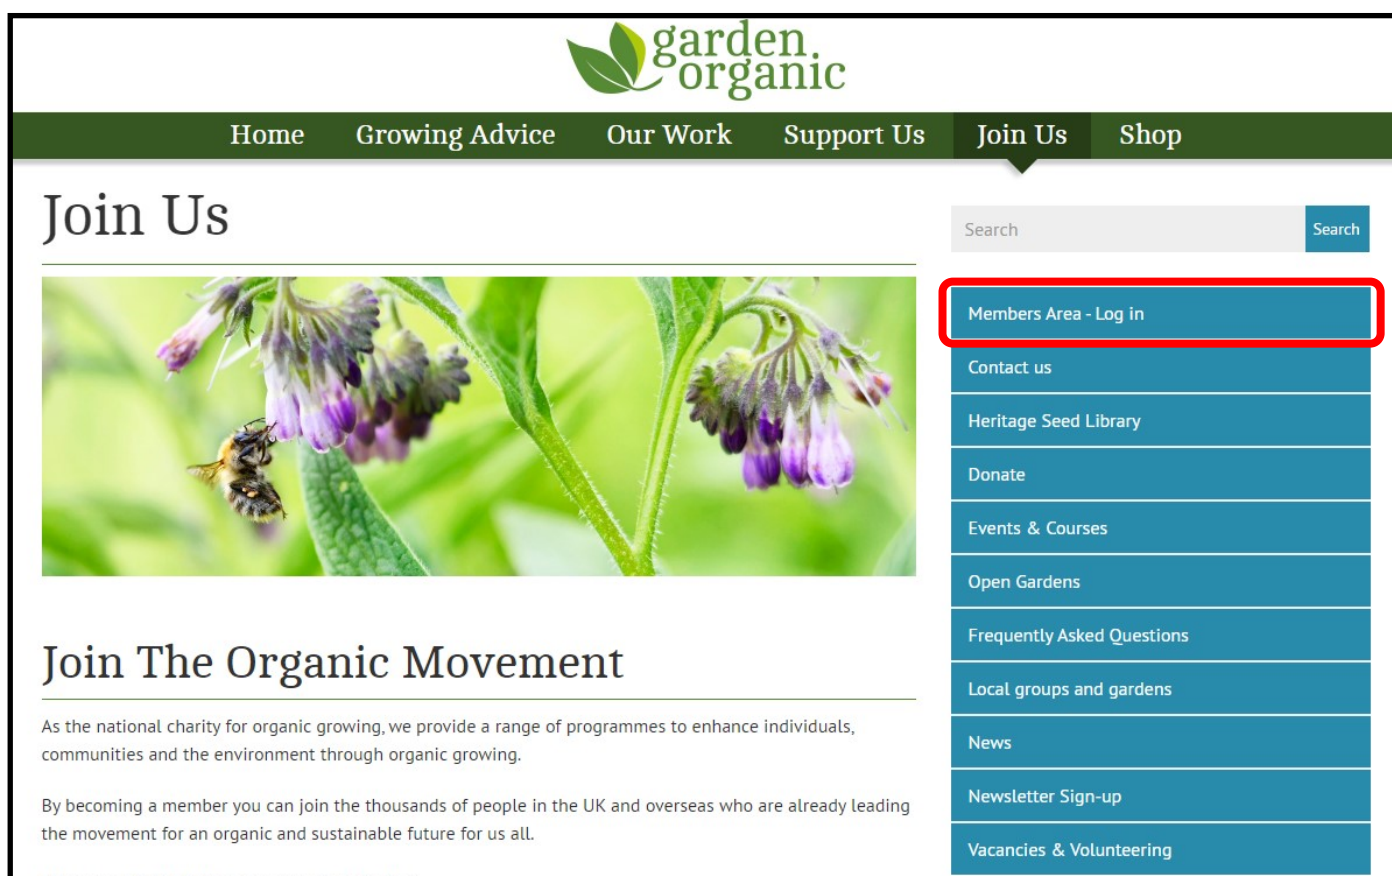 garden
organic
Home Growing Advice Our Work Support Us Join Us Shop
Join Us
Search Search
Members Area - Log in
Contact us
Heritage Seed Library
Donate
Events & Courses
Open Gardens
Frequently Asked Questions
Local groups and gardens
News
Newsletter Sign-up
Vacancies & Volunteering
Join The Organic Movement
As the national charity for organic growing, we provide a range of programmes to enhance individuals,
communities and the environment through organic growing.
By becoming a member you can join the thousands of people in the UK and overseas who are already leading
the movement for an organic and sustainable future for us all.